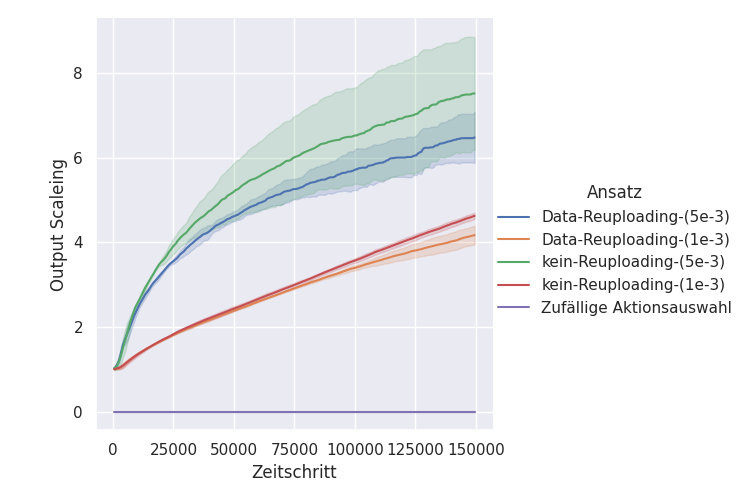 8
6
4
2
0
Output Scaleing
0 25000 50000 75000 100000 125000 150000
Zeitschritt
Ansatz
Data-Reuploading-(5e-3)
Data-Reuploading-(1e-3)
kein-Reuploading-(5e-3)
kein-Reuploading-(1e-3)
Zufällige Aktionsauswahl